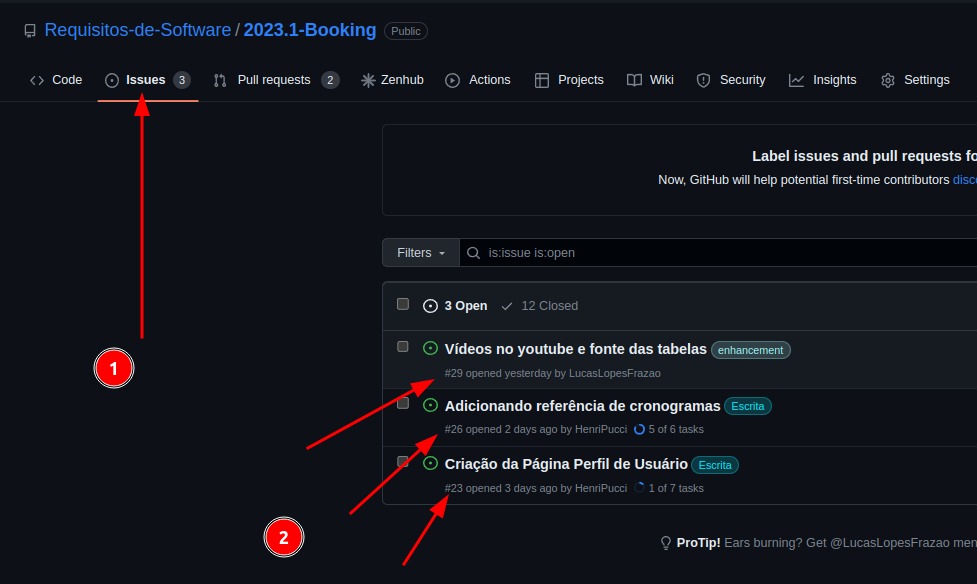 Requisitos-de-Software / 2023.1-Booking Public
Code Issues 3 Pull requests 2 Zenhub Actions Projects Wiki Security Insights Settings
Label issues and pull requests fo
Now, GitHub will help potential first-time contributors disc
Filters is:issue is:open
3 Open 12 Closed
Vídeos no youtube e fonte das tabelas enhancement
#29 opened yesterday by LucasLopesFrazao
Adicionando referência de cronogramas Escrita
#26 opened 2 days ago by HenriPucci 5 of 6 tasks
Criação da Página Perfil de Usuário Escrita
#23 opened 3 days ago by HenriPucci 1 of 7 tasks
ProTip! Ears burning? Get @LucasLopesFrazao men
1
2